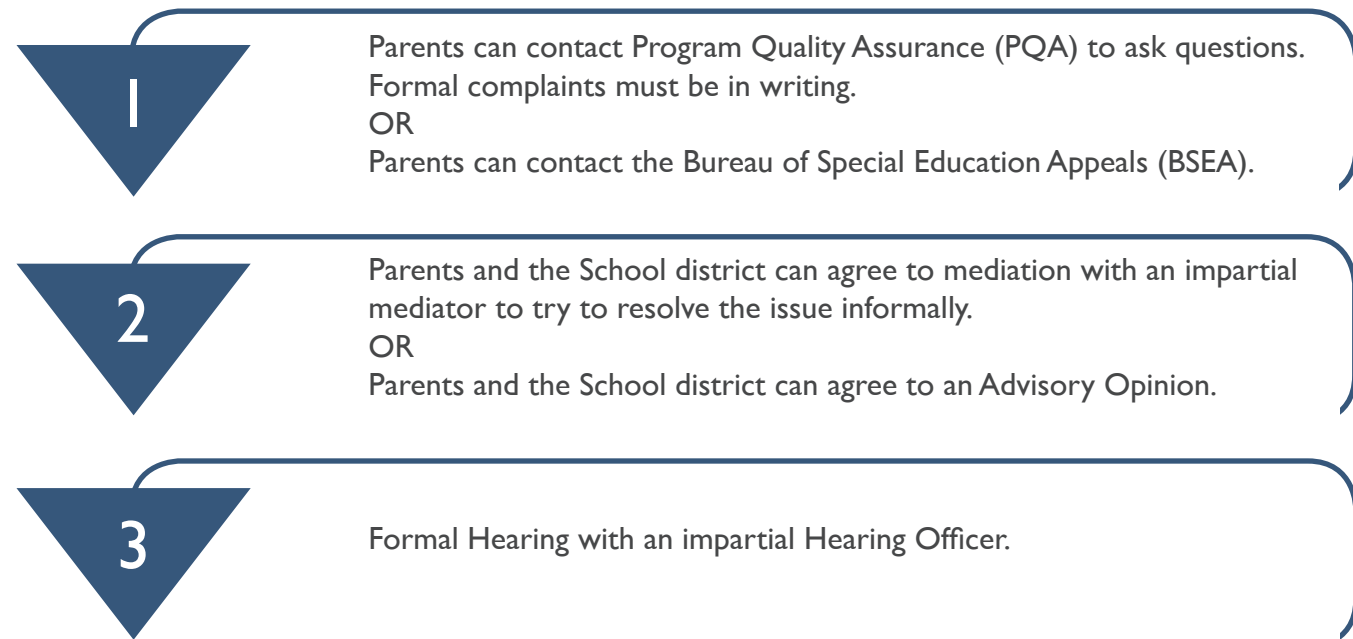 1
Parents can contact Program Quality Assurance (PQA) to ask questions.
Formal complaints must be in writing.
OR
Parents can contact the Bureau of Special Education Appeals (BSEA).
2
Parents and the School district can agree to mediation with an impartial
mediator to try to resolve the issue informally.
OR
Parents and the School district can agree to an Advisory Opinion.
3
Formal Hearing with an impartial Hearing Officer.